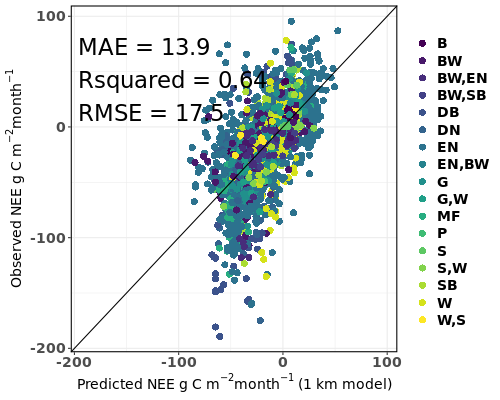 MAE = 13.9
Rsquared = 0.64
RMSE = 17.5
100
0
-100
-200
-200 -100 0 100
Observed NEE g C m⁻²month⁻¹
Predicted NEE g C m⁻²month⁻¹ (1 km model)
B
BW
BW,EN
BW,SB
DB
DN
EN
EN,BW
G
G,W
MF
P
S
S,W
SB
W
W,S